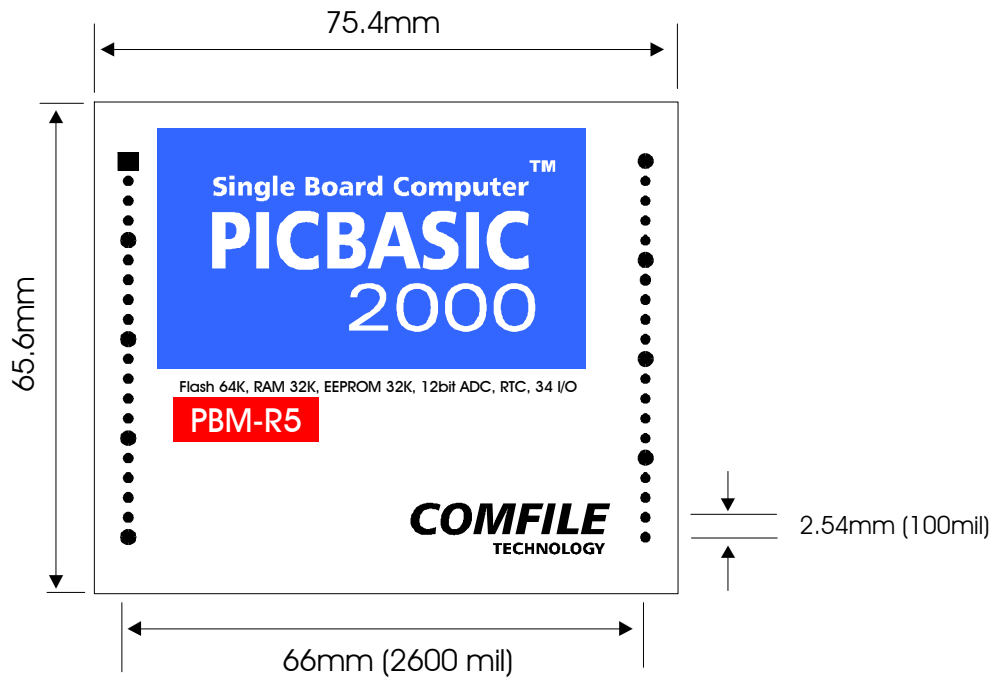 75.4mm
65.6mm
Single Board Computer™
PICBASIC
2000
Flash 64K, RAM 32K, EEPROM 32K, 12bit ADC, RTC, 34 I/O
PBM-R5
COMFILE
TECHNOLOGY
2.54mm (100mil)
66mm (2600 mil)